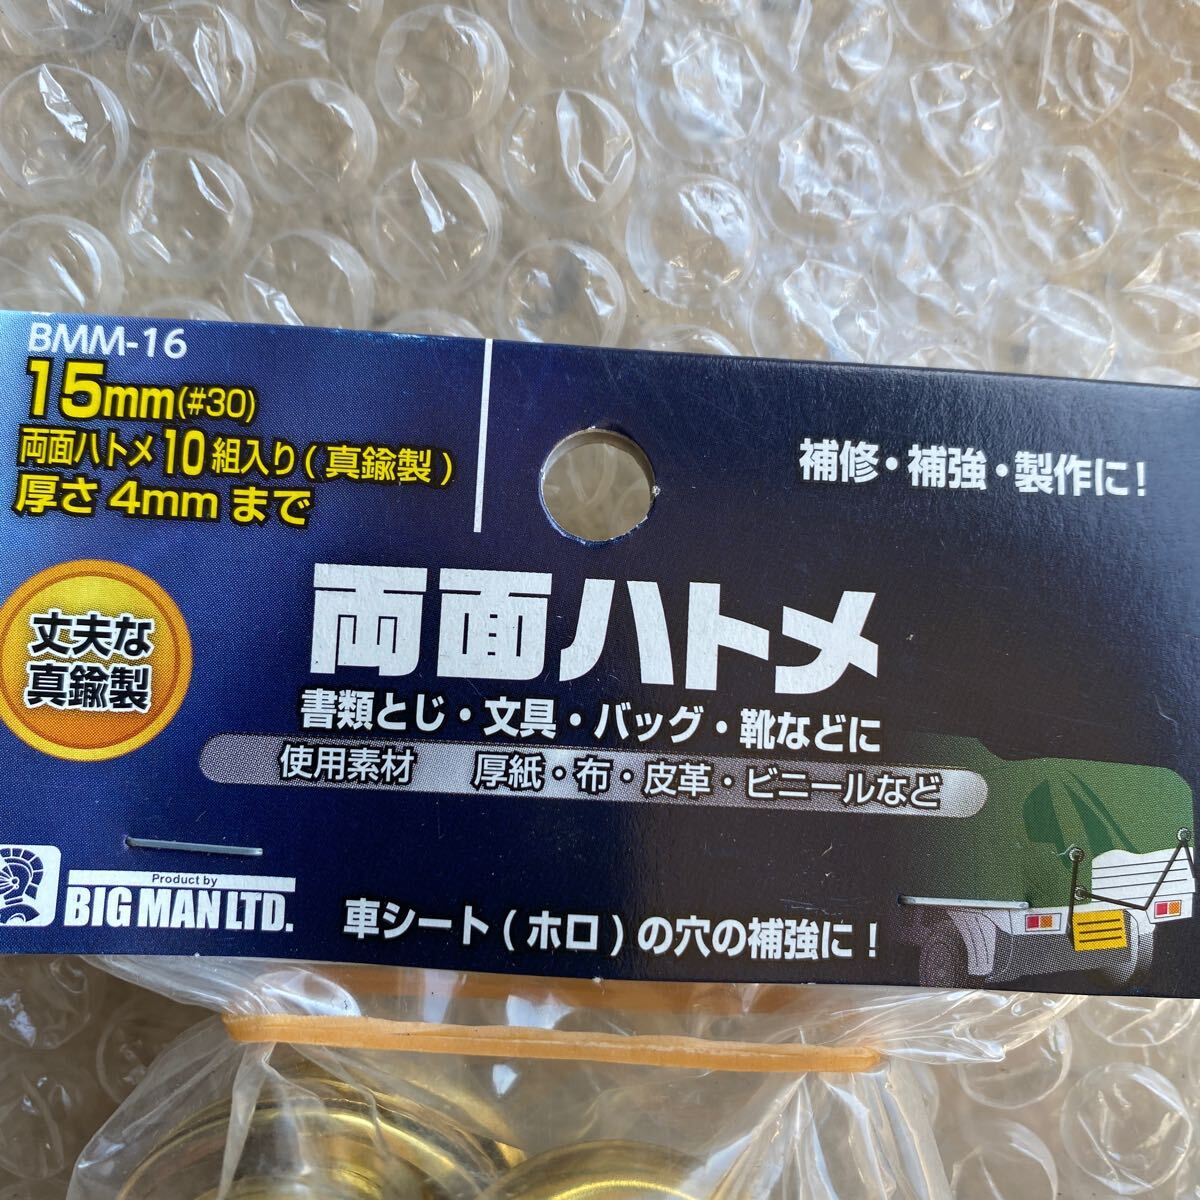 BMM-16
15mm(#30)
両面ハトメ10組入り(真鍮製)
厚さ4mmまで
補修・補強・製作に!
丈夫な
真鍮製
両面ハトメ
書類とじ・文具・バッグ・靴などに
使用素材 厚紙・布・皮革・ビニールなど
Product by
BIG MAN LTD.
車シート(ホロ)の穴の補強に!